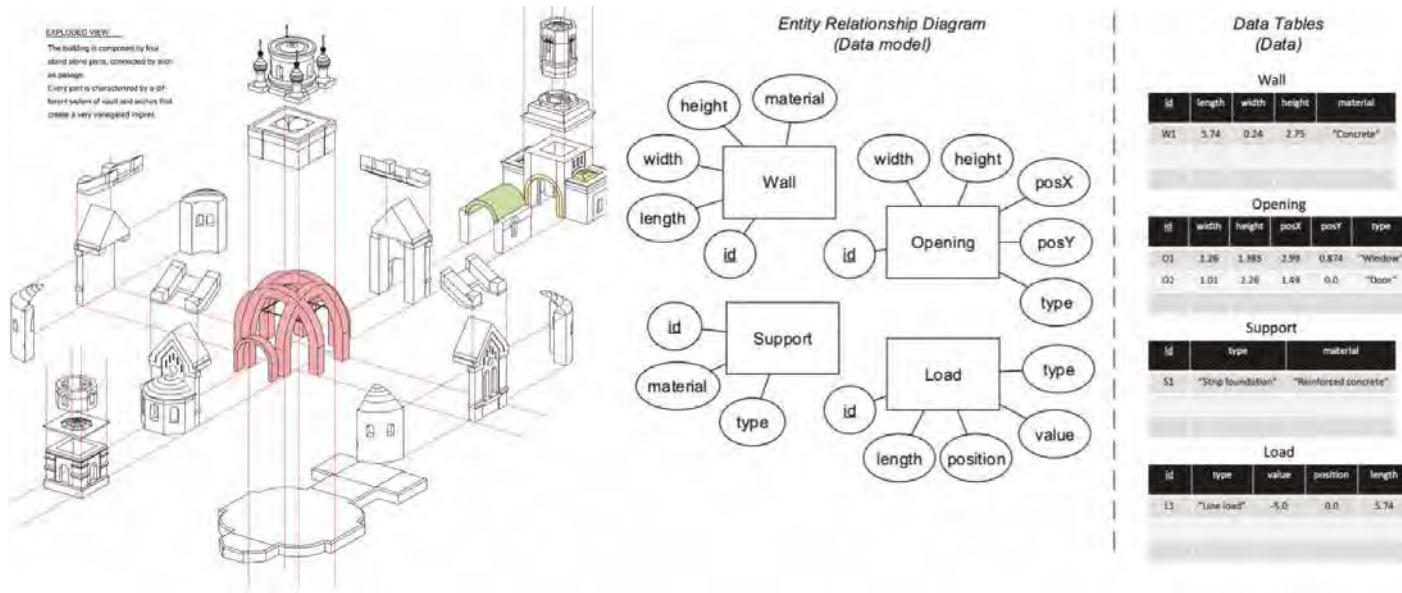 EXPLODED VIEW
The building is composed by four
stand alone parts, connected by arch
as passage.
Every part is characterized by a dif-
ferent system of vault and arches that
create a very variegated imprint.
Entity Relationship Diagram
(Data model)
height
material
width
Wall
length
id
width
height
posX
Opening
posY
id
type
id
Support
material
type
Load
type
id
value
length
position
Data Tables
(Data)
Wall
id length width height material
W1 5.74 0.24 2.75 "Concrete"
Opening
id width height posX posY type
O1 1.26 1.385 2.99 0.874 "Window"
O2 1.01 2.26 1.49 0.0 "Door"
Support
id type material
S1 "Strip foundation" "Reinforced concrete"
Load
id type value position length
L1 "Line load" -5.0 0.0 5.74